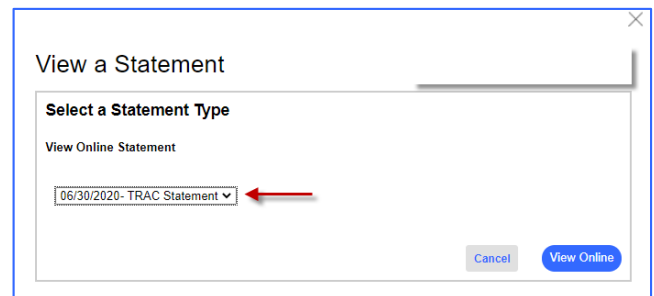 View a Statement
Select a Statement Type
View Online Statement
06/30/2020- TRAC Statement
Cancel
View Online